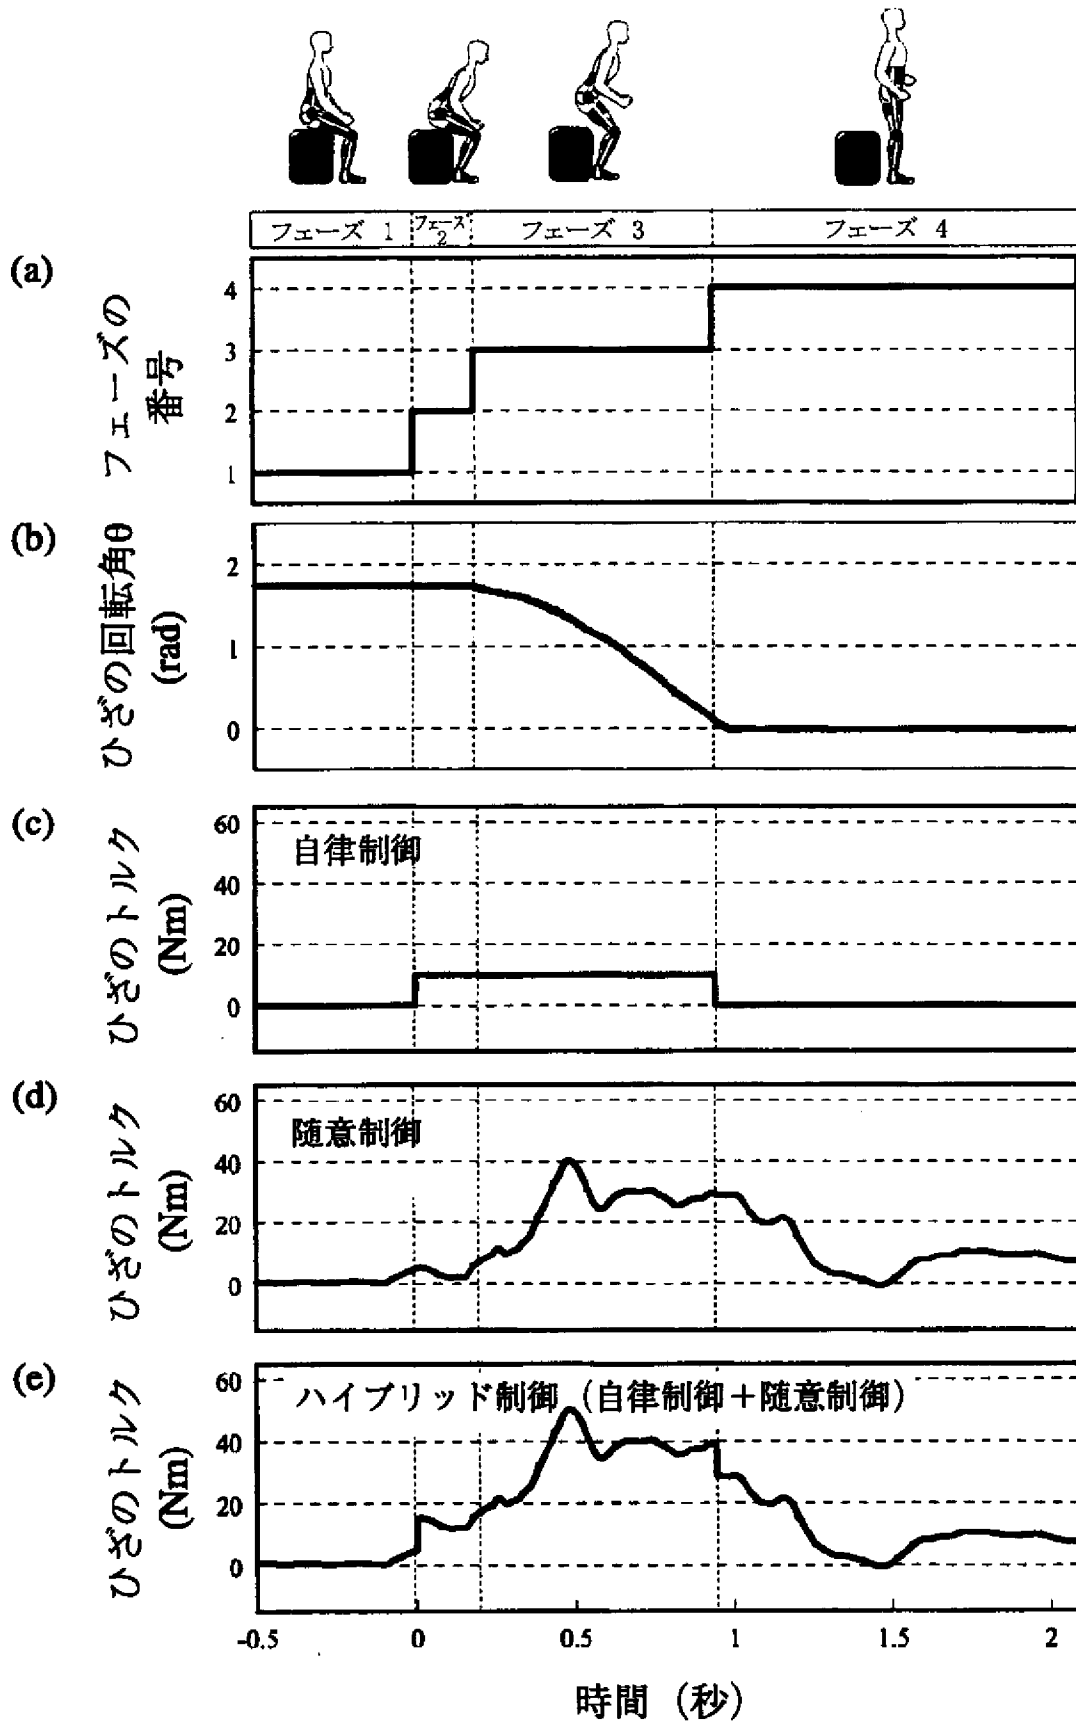 フェーズ 1 フェーズ 2 フェーズ 3 フェーズ 4
(a)
フェーズの
番号
4
3
2
1
(b)
ひざの回転角θ
(rad)
2
1
0
(c)
ひざのトルク
(Nm)
60
40
20
0
自律制御
(d)
ひざのトルク
(Nm)
60
40
20
0
随意制御
(e)
ひざのトルク
(Nm)
60
40
20
0
ハイブリッド制御（自律制御＋随意制御）
-0.5 0 0.5 1 1.5 2
時間（秒）